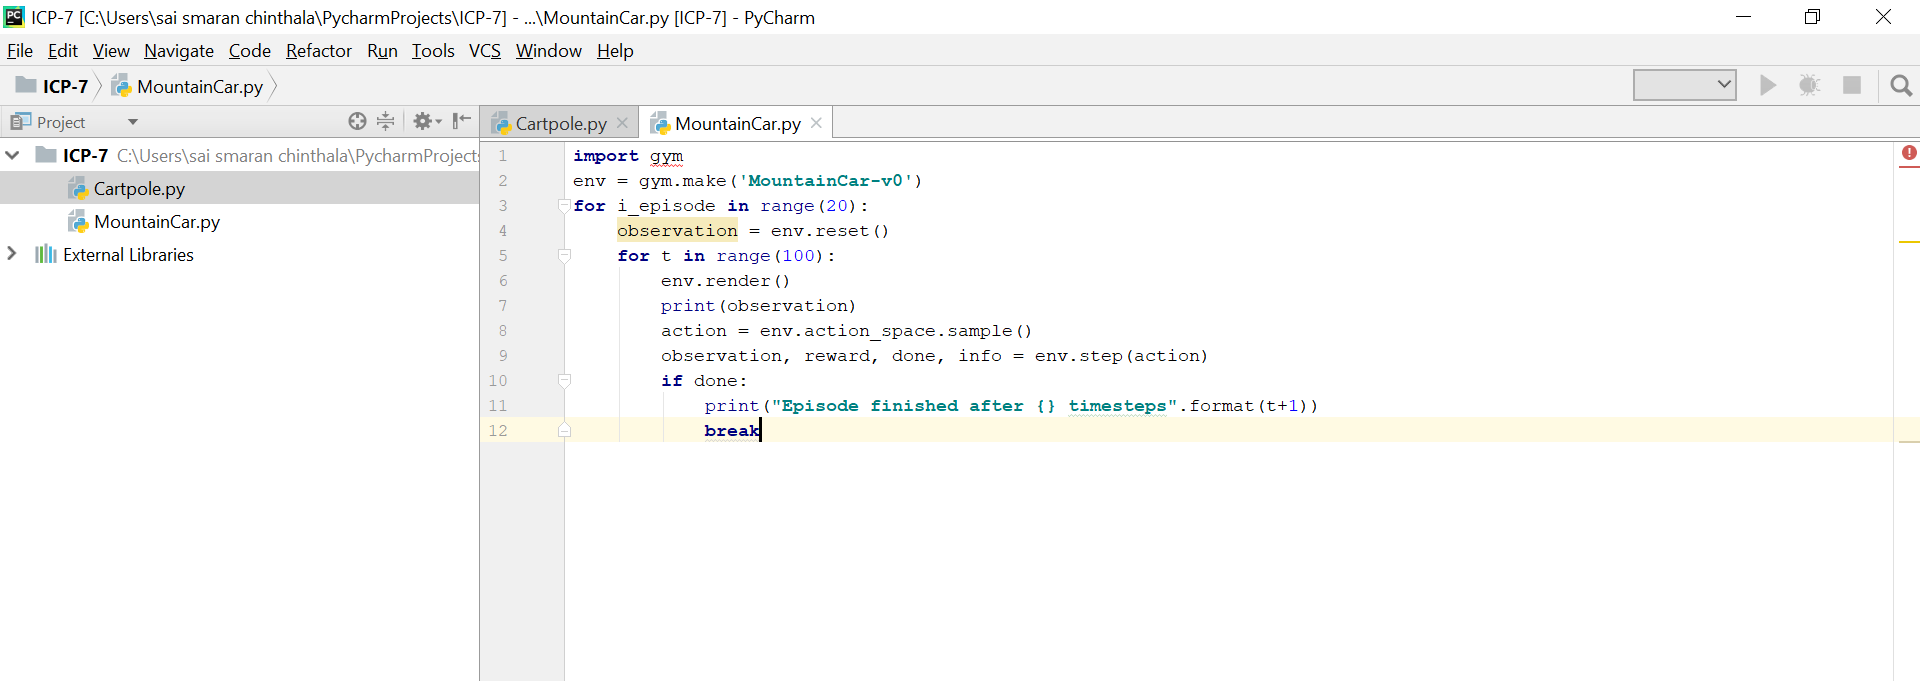 PC ICP-7 [C:\Users\sai smaran chinthala\PycharmProjects\ICP-7] - ...\MountainCar.py [ICP-7] - PyCharm
File Edit View Navigate Code Refactor Run Tools VCS Window Help
ICP-7 MountainCar.py
Project
Cartpole.py MountainCar.py
ICP-7 C:\Users\sai smaran chinthala\PycharmProjects
Cartpole.py
MountainCar.py
External Libraries
1 import gym
2 env = gym.make('MountainCar-v0')
3 for i_episode in range(20):
4     observation = env.reset()
5     for t in range(100):
6         env.render()
7         print(observation)
8         action = env.action_space.sample()
9         observation, reward, done, info = env.step(action)
10         if done:
11             print("Episode finished after {} timesteps".format(t+1))
12             break